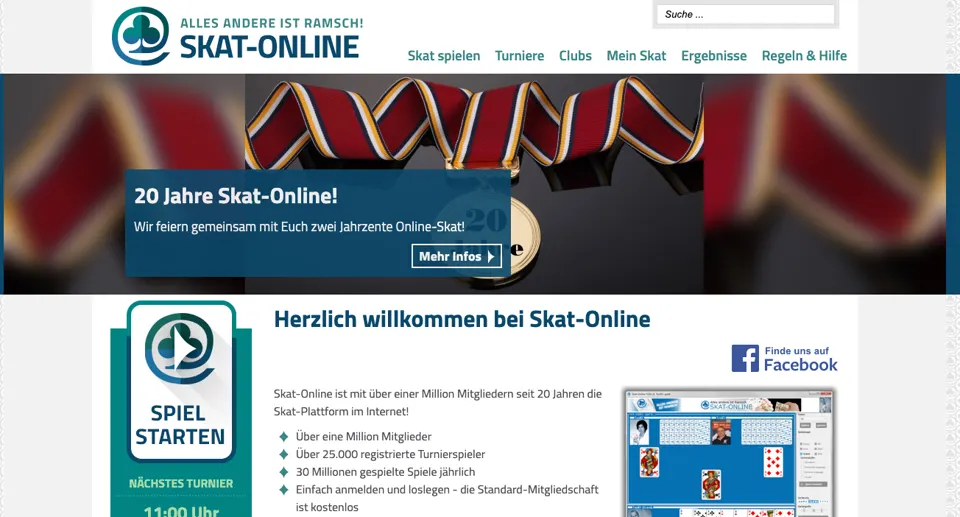 Suche ...
ALLES ANDERE IST RAMSCH!
SKAT-ONLINE
Skat spielen Turniere Clubs Mein Skat Ergebnisse Regeln & Hilfe
20 Jahre Skat-Online!
Wir feiern gemeinsam mit Euch zwei Jahrzente Online-Skat!
20
Mehr Infos
SPIEL
STARTEN
NÄCHSTES TURNIER
11:00 Uhr
Herzlich willkommen bei Skat-Online
Finde uns auf
Facebook
Skat-Online ist mit über einer Million Mitgliedern seit 20 Jahren die
Skat-Plattform im Internet!
Über eine Million Mitglieder
Über 25.000 registrierte Turnierspieler
30 Millionen gespielte Spiele jährlich
Einfach anmelden und loslegen - die Standard-Mitgliedschaft
ist kostenlos
SKAT-ONLINE